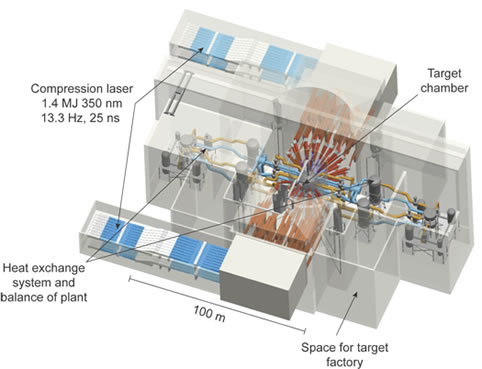 Compression laser
1.4 MJ 350 nm
13.3 Hz, 25 ns
Target
chamber
Heat exchange
system and
balance of plant
100 m
Space for target
factory